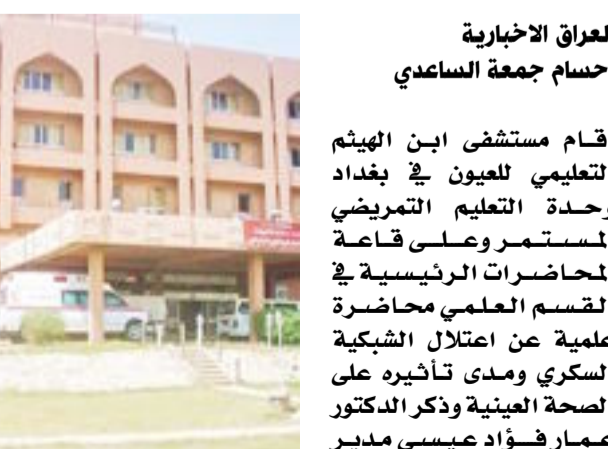 لعراق الاخبارية
حسام جمعة الساعدي
قام مستشفى ابن الهيثم
لتعليمي للعيون في بغداد
وحدة التعليم التمريضي
لمستمر وعلى قاعة
لمحاضرات الرئيسية في
لقسم العلمي محاضرة
علمية عن اعتلال الشبكية
لسكري ومدى تأثيره على
لصحة العينية وذكر الدكتور
عمار فؤاد عيسى مدير